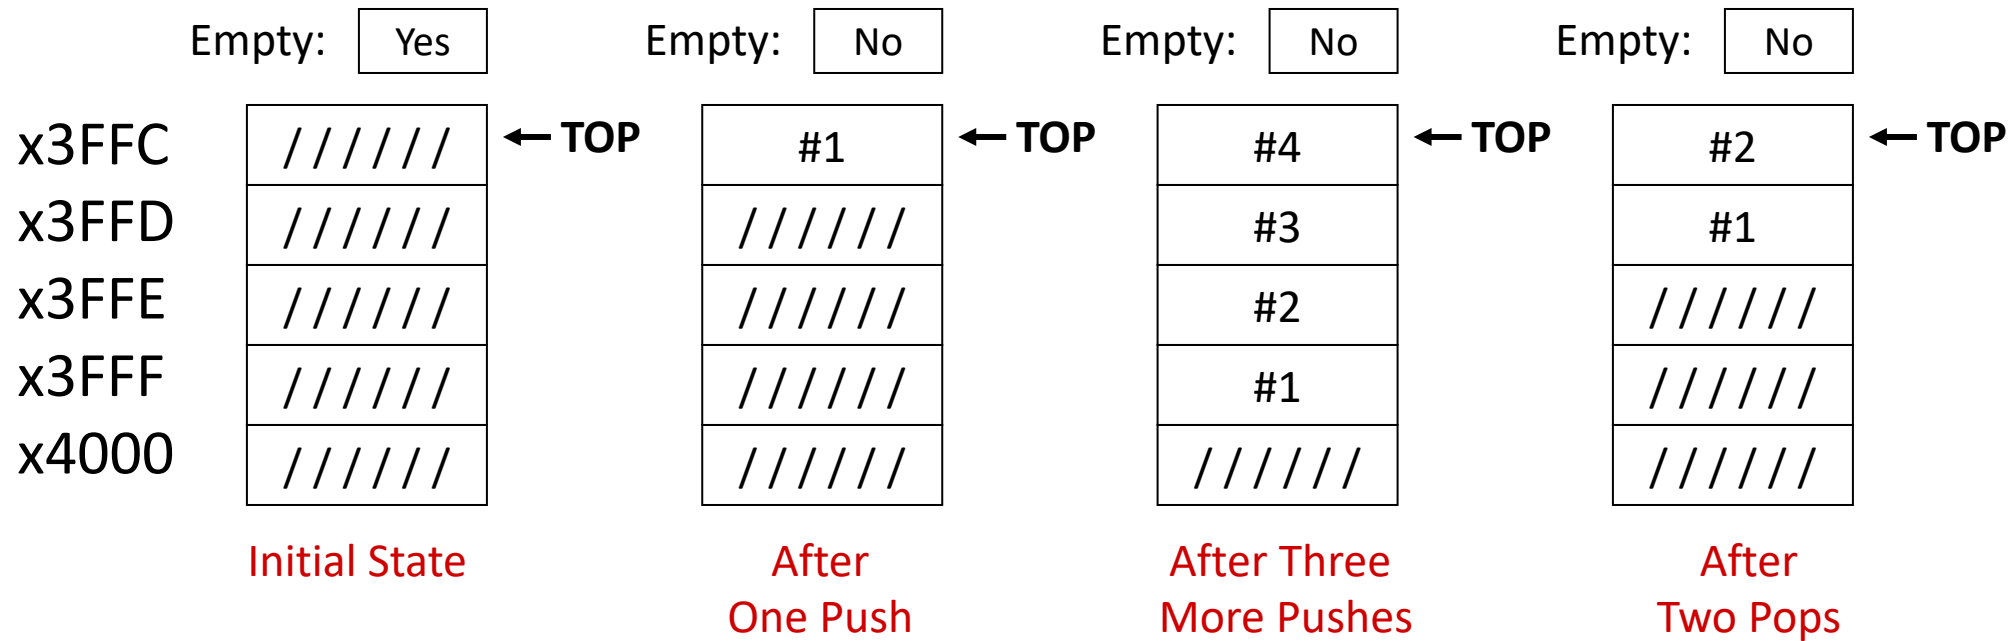 Empty: Yes Empty: No Empty: No Empty: No
x3FFC / / / / / / TOP #1 TOP #4 TOP #2 TOP
x3FFD / / / / / / / / / / / / #3 #1
x3FFE / / / / / / / / / / / / #2 / / / / / /
x3FFF / / / / / / / / / / / / #1 / / / / / /
x4000 / / / / / / / / / / / / / / / / / / / / / / / /
Initial State After After Three After
One Push More Pushes Two Pops